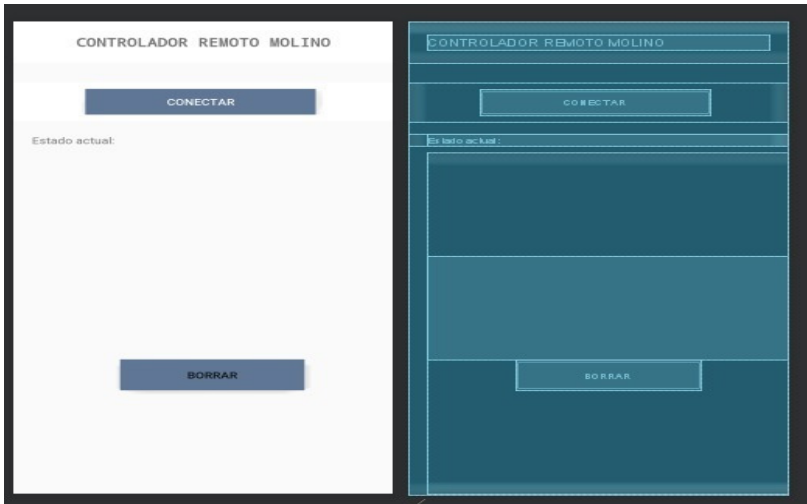 CONTROLADOR REMOTO MOLINO
CONECTAR
Estado actual:
BORRAR
CONTROLADOR REMOTO MOLINO
CONECTAR
Estado actual:
BORRAR